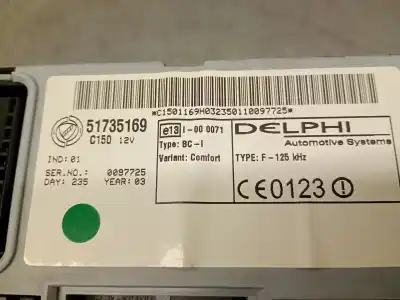 *C1501169H032350110097725*
51735169
C150 12V
IND:01
SER.NO.: 0097725
DAY: 235 YEAR: 03
e13 I-00 0071
Type: BC-I
Variant: Comfort
DELPHI
Automotive Systems
TYPE: F-125 kHz
CE0123